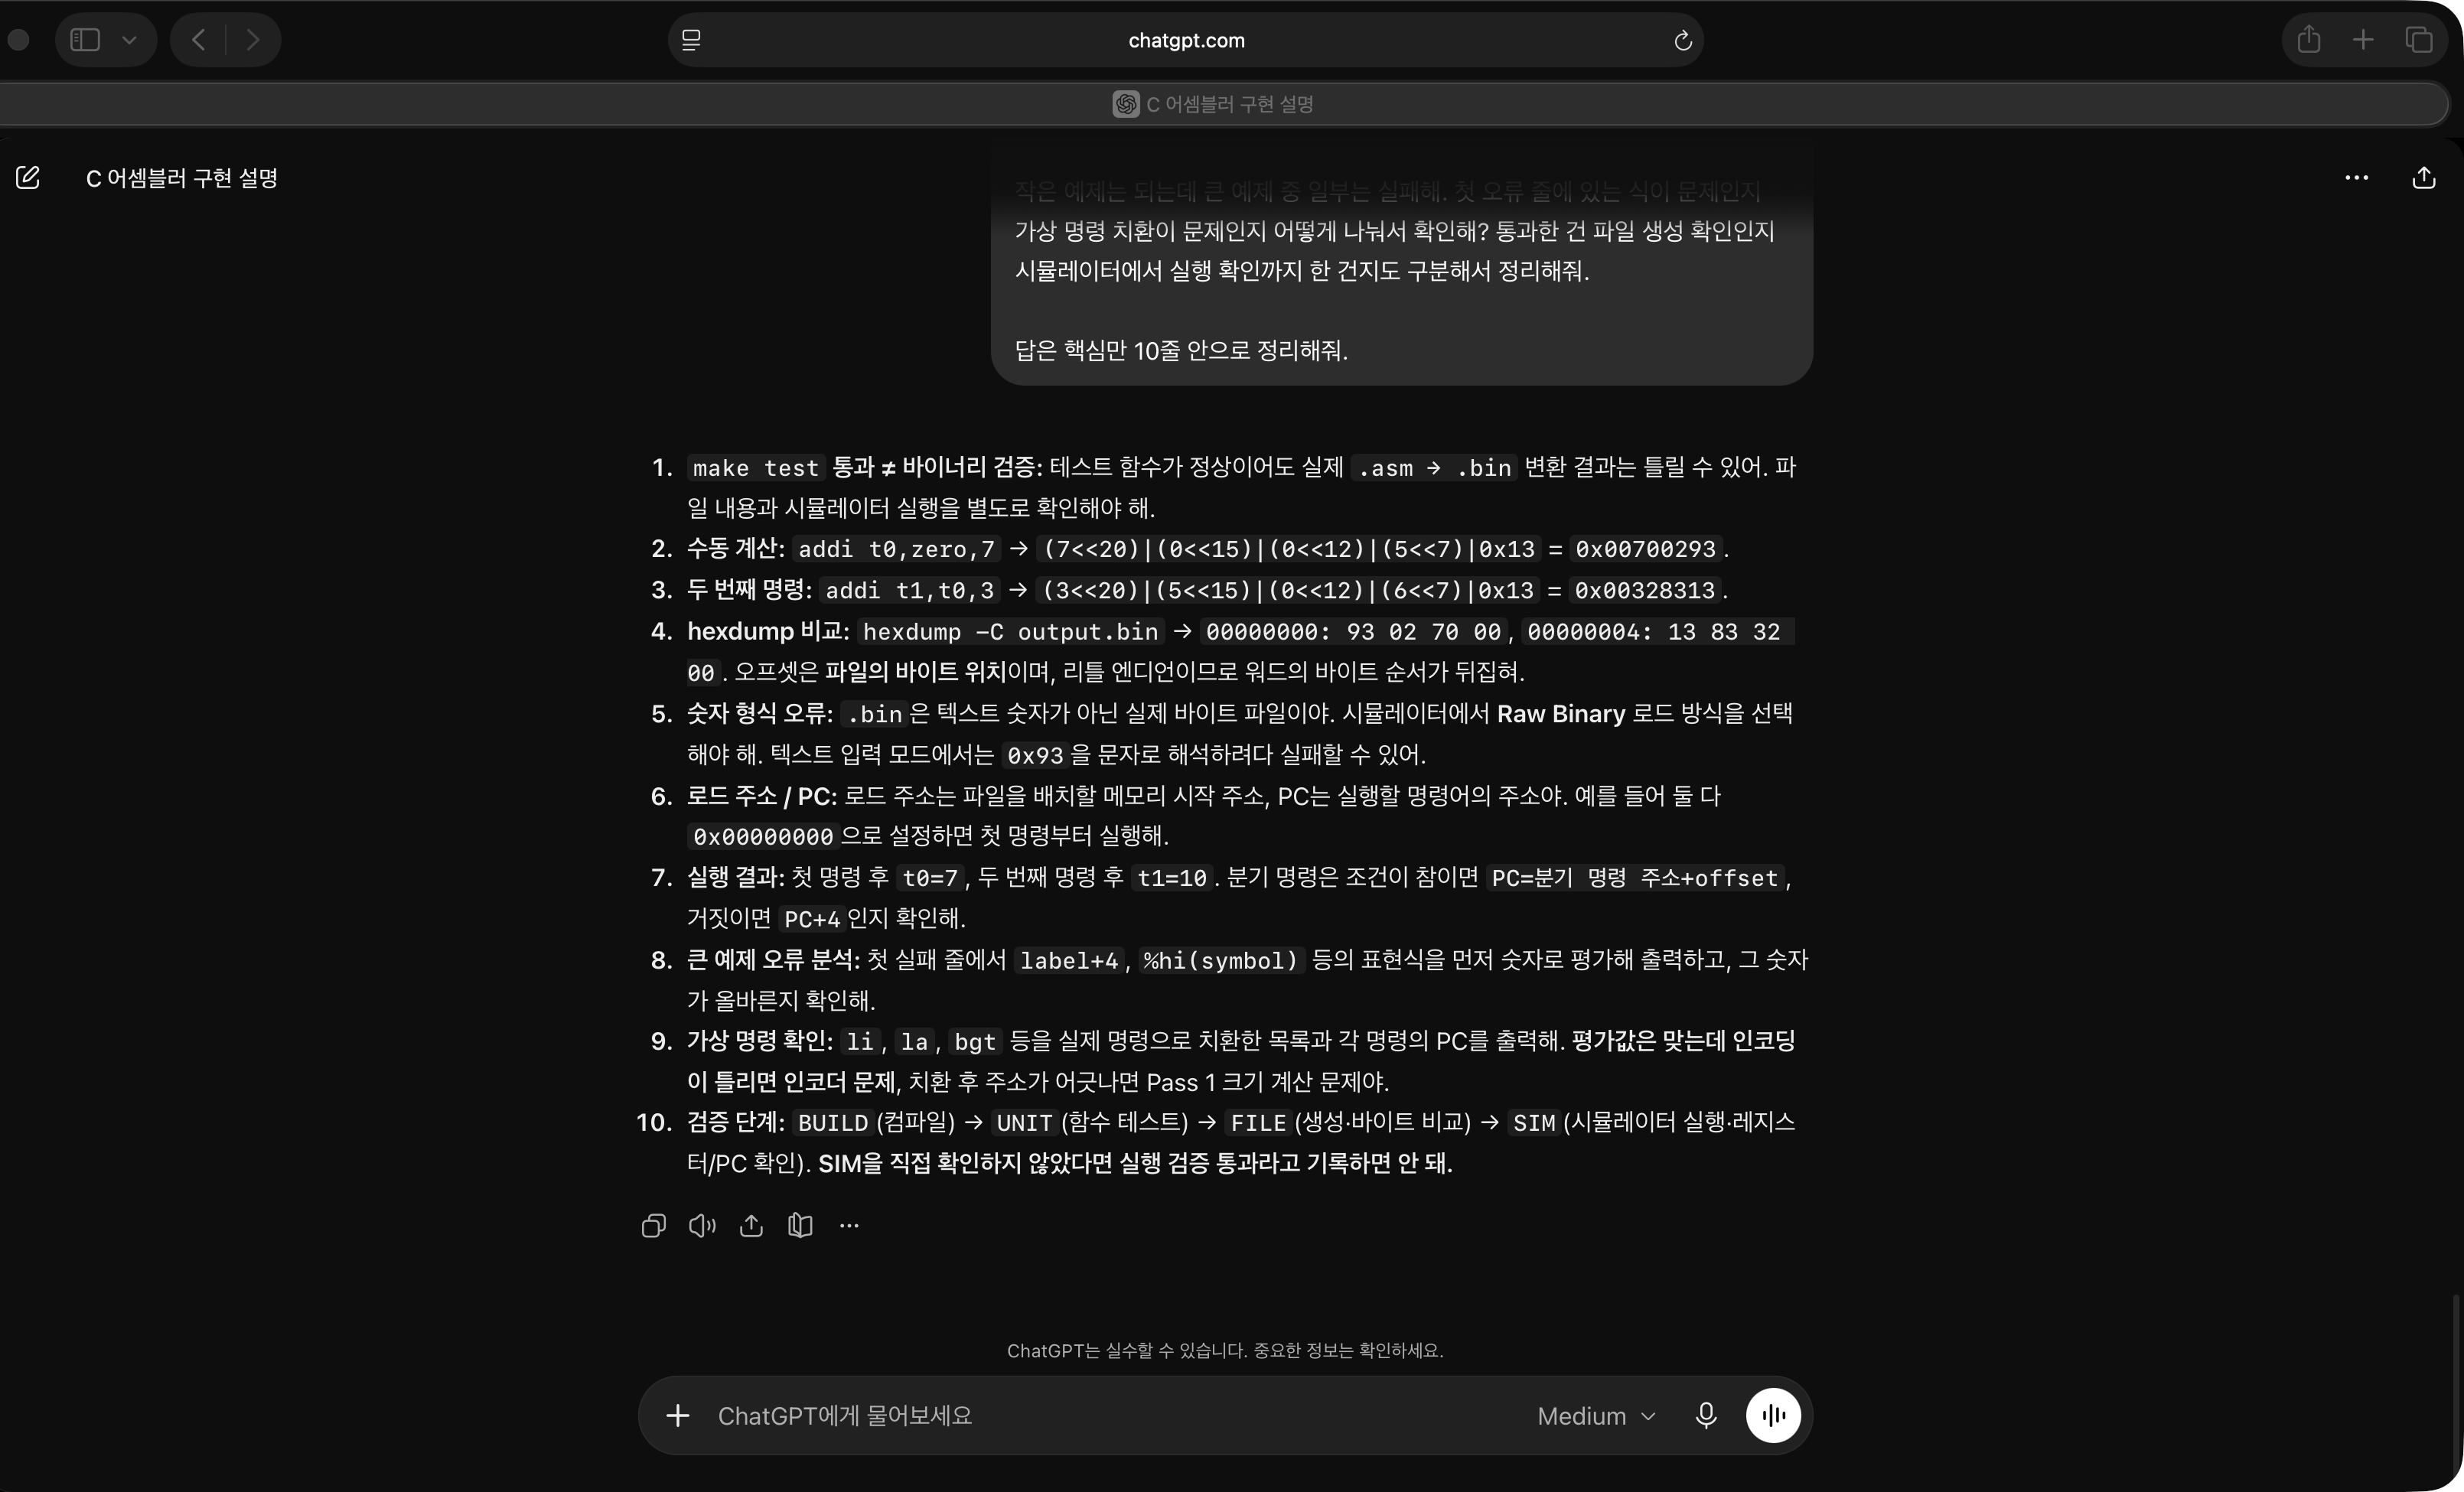 chatgpt.com
C 어셈블러 구현 설명
C 어셈블러 구현 설명
작은 예제는 되는데 큰 예제 중 일부는 실패해. 첫 오류 줄에 있는 식이 문제인지
가상 명령 치환이 문제인지 어떻게 나눠서 확인해? 통과한 건 파일 생성 확인인지
시뮬레이터에서 실행 확인까지 한 건지도 구분해서 정리해줘.
답은 핵심만 10줄 안으로 정리해줘.
1. make test 통과 ≠ 바이너리 검증: 테스트 함수가 정상이어도 실제 .asm → .bin 변환 결과는 틀릴 수 있어. 파
일 내용과 시뮬레이터 실행을 별도로 확인해야 해.
2. 수동 계산: addi t0,zero,7 → (7<<20)|(0<<15)|(0<<12)|(5<<7)|0x13 = 0x00700293.
3. 두 번째 명령: addi t1,t0,3 → (3<<20)|(5<<15)|(0<<12)|(6<<7)|0x13 = 0x00328313.
4. hexdump 비교: hexdump -C output.bin → 00000000: 93 02 70 00, 00000004: 13 83 32
00. 오프셋은 파일의 바이트 위치이며, 리틀 엔디언이므로 워드의 바이트 순서가 뒤집혀.
5. 숫자 형식 오류: .bin은 텍스트 숫자가 아닌 실제 바이트 파일이야. 시뮬레이터에서 Raw Binary 로드 방식을 선택
해야 해. 텍스트 입력 모드에서는 0x93을 문자로 해석하려다 실패할 수 있어.
6. 로드 주소 / PC: 로드 주소는 파일을 배치할 메모리 시작 주소, PC는 실행할 명령어의 주소야. 예를 들어 둘 다
0x00000000으로 설정하면 첫 명령부터 실행해.
7. 실행 결과: 첫 명령 후 t0=7, 두 번째 명령 후 t1=10. 분기 명령은 조건이 참이면 PC=분기 명령 주소+offset,
거짓이면 PC+4인지 확인해.
8. 큰 예제 오류 분석: 첫 실패 줄에서 label+4, %hi(symbol) 등의 표현식을 먼저 숫자로 평가해 출력하고, 그 숫자
가 올바른지 확인해.
9. 가상 명령 확인: li, la, bgt 등을 실제 명령으로 치환한 목록과 각 명령의 PC를 출력해. 평가값은 맞는데 인코딩
이 틀리면 인코더 문제, 치환 후 주소가 어긋나면 Pass 1 크기 계산 문제야.
10. 검증 단계: BUILD(컴파일) → UNIT(함수 테스트) → FILE(생성·바이트 비교) → SIM(시뮬레이터 실행·레지스
터/PC 확인). SIM을 직접 확인하지 않았다면 실행 검증 통과라고 기록하면 안 돼.
ChatGPT는 실수할 수 있습니다. 중요한 정보는 확인하세요.
ChatGPT에게 물어보세요
Medium